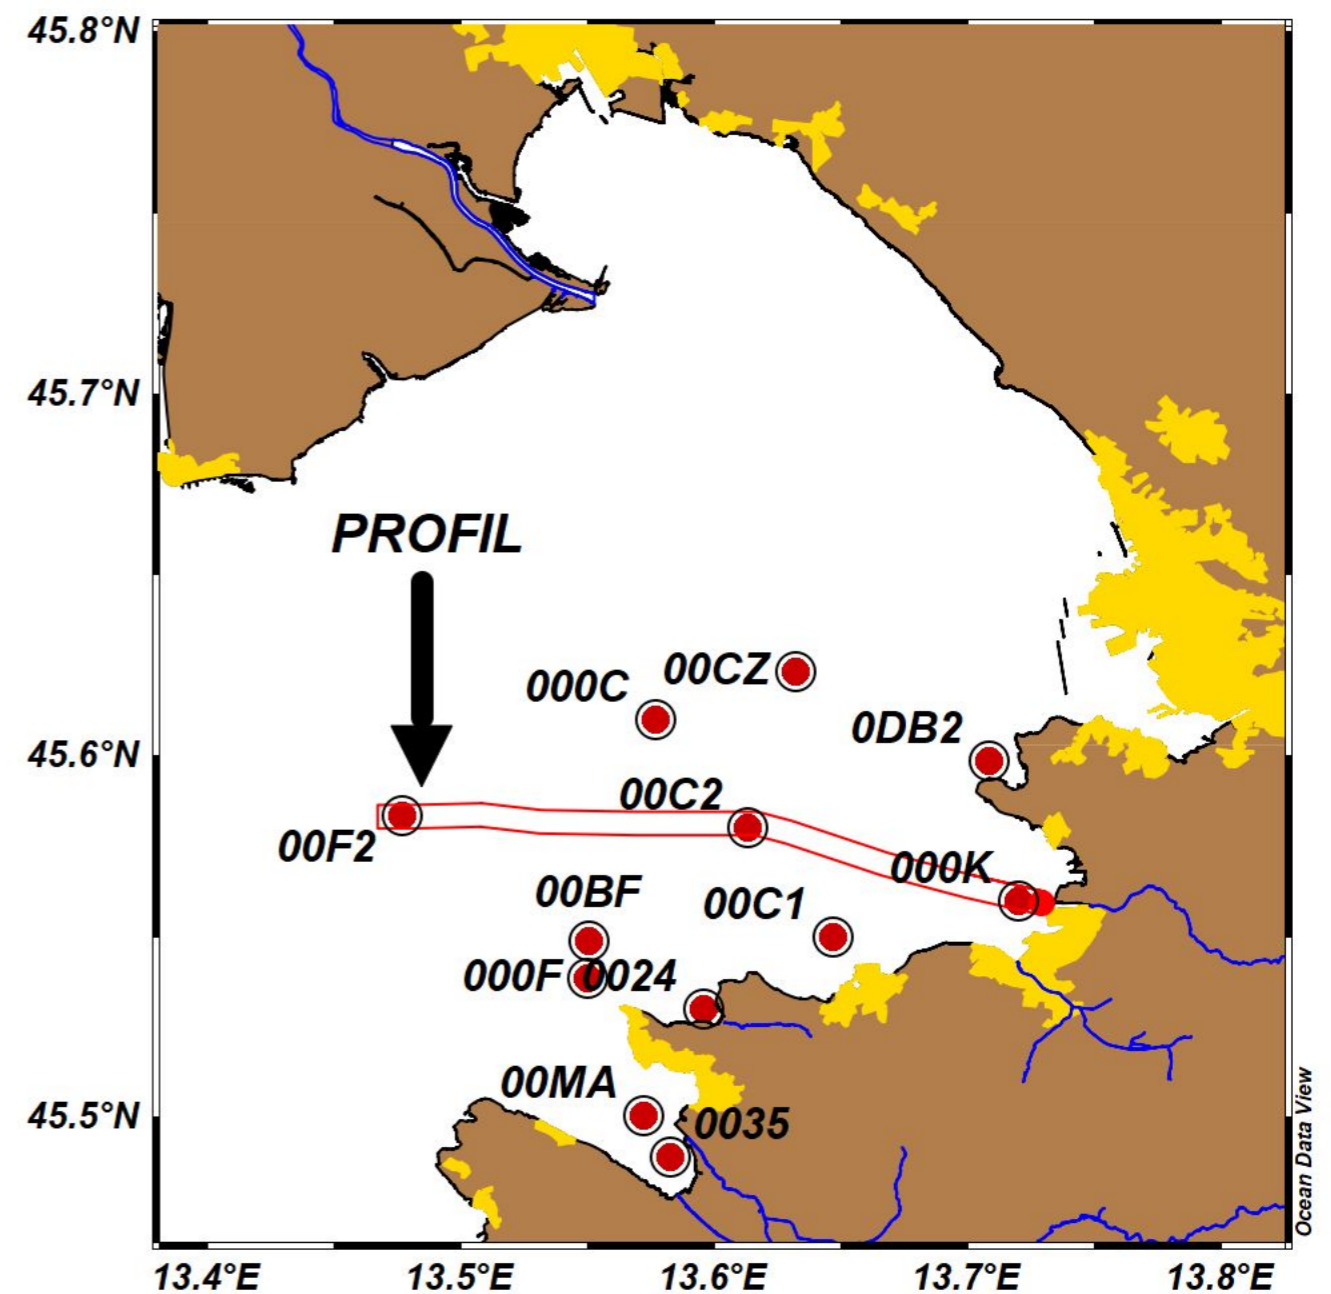 45.8°N
45.7°N
PROFIL
00CZ
000C
0DB2
45.6°N
00C2
00F2
000K
00BF
00C1
000F
0024
00MA
45.5°N
0035
Ocean Data View
13.4°E
13.5°E
13.6°E
13.7°E
13.8°E